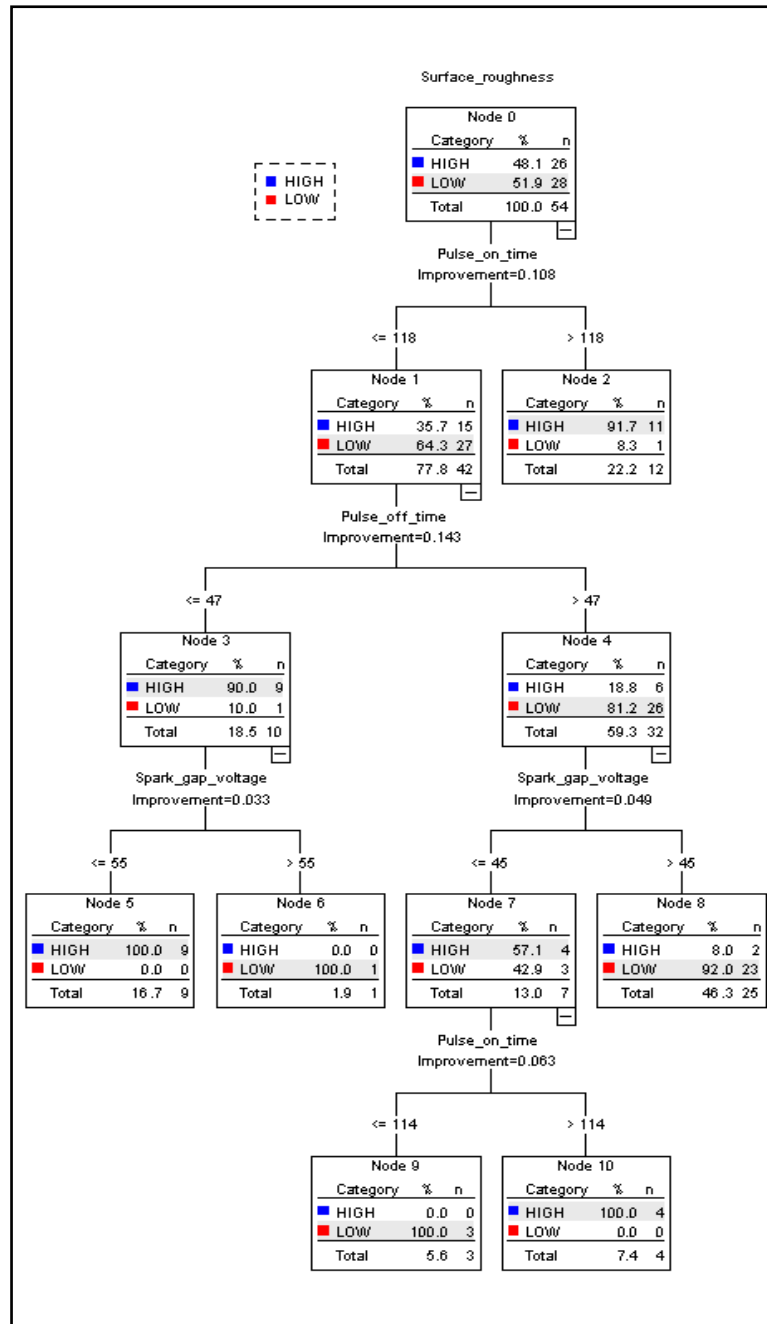 Surface_roughness
HIGH
LOW
Node 0
Category % n
HIGH 48.1 26
LOW 51.9 28
Total 100.0 54
Pulse_on_time
Improvement=0.108
<= 118
> 118
Node 1
Category % n
HIGH 35.7 15
LOW 64.3 27
Total 77.8 42
Node 2
Category % n
HIGH 91.7 11
LOW 8.3 1
Total 22.2 12
Pulse_off_time
Improvement=0.143
<= 47
> 47
Node 3
Category % n
HIGH 90.0 9
LOW 10.0 1
Total 18.5 10
Node 4
Category % n
HIGH 18.8 6
LOW 81.2 26
Total 59.3 32
Spark_gap_voltage
Improvement=0.033
Spark_gap_voltage
Improvement=0.049
<= 55
> 55
<= 45
> 45
Node 5
Category % n
HIGH 100.0 9
LOW 0.0 0
Total 16.7 9
Node 6
Category % n
HIGH 0.0 0
LOW 100.0 1
Total 1.9 1
Node 7
Category % n
HIGH 57.1 4
LOW 42.9 3
Total 13.0 7
Node 8
Category % n
HIGH 8.0 2
LOW 92.0 23
Total 46.3 25
Pulse_on_time
Improvement=0.063
<= 114
> 114
Node 9
Category % n
HIGH 0.0 0
LOW 100.0 3
Total 5.6 3
Node 10
Category % n
HIGH 100.0 4
LOW 0.0 0
Total 7.4 4